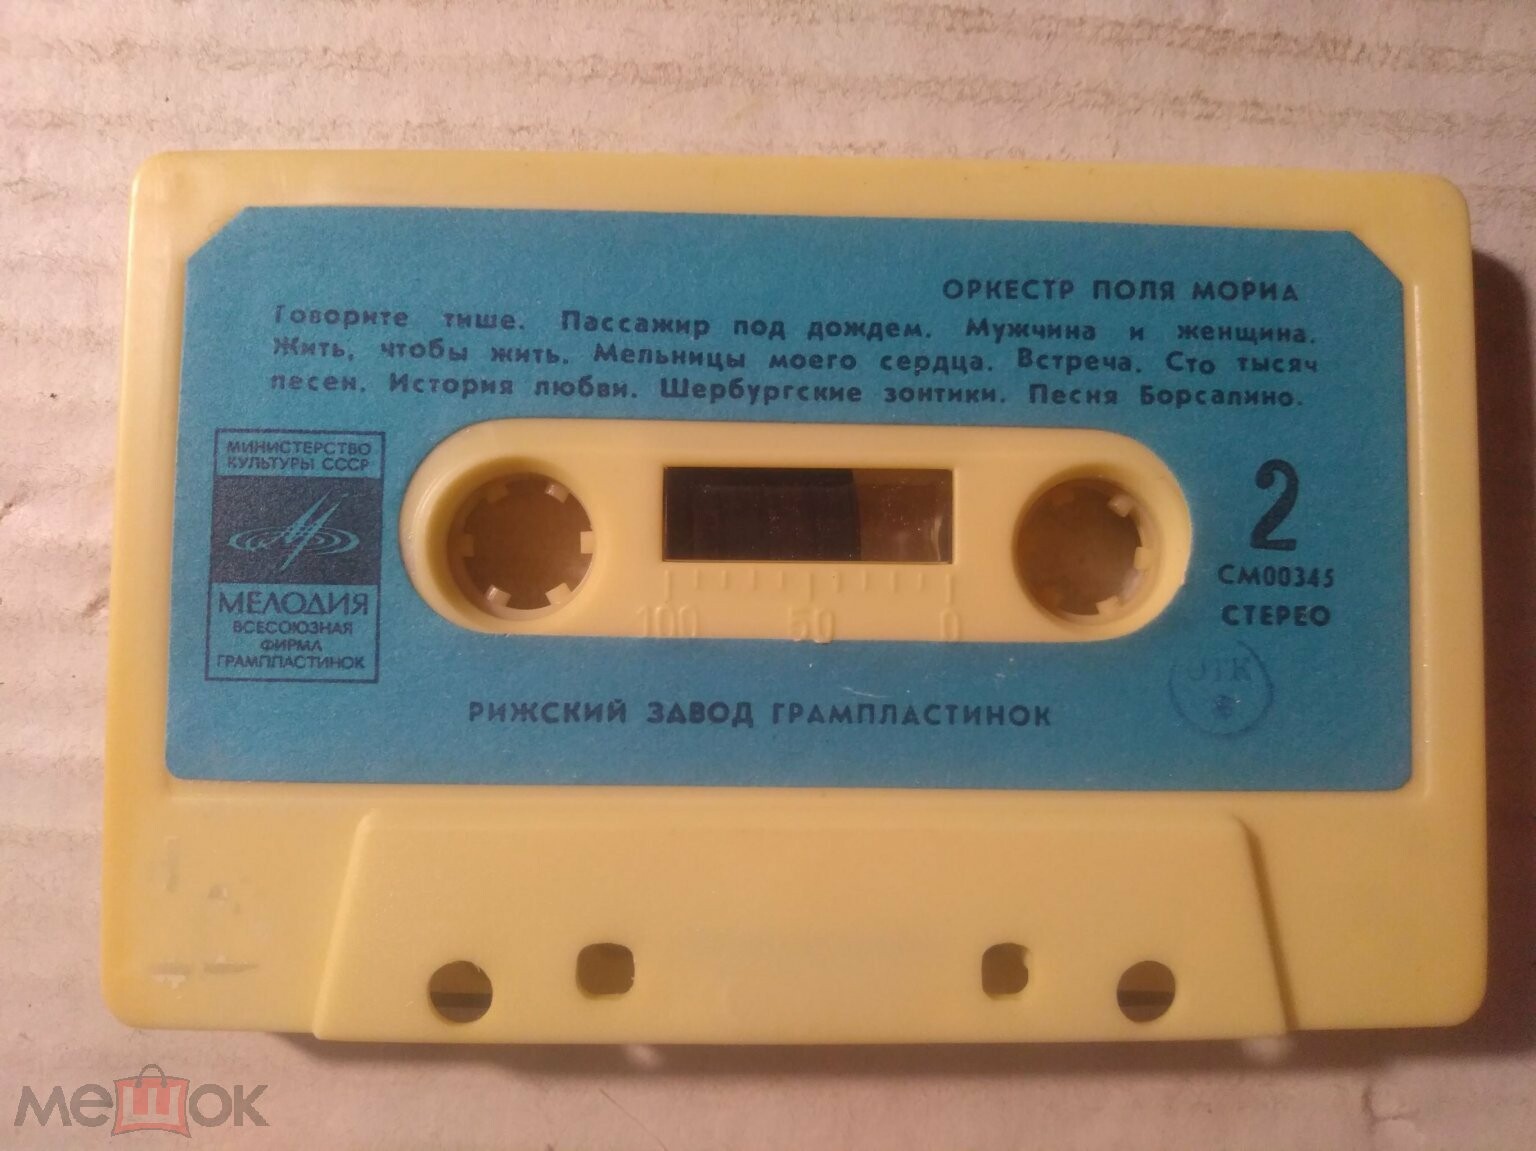 ОРКЕСТР ПОЛЯ МОРИА
Говорите тише. Пассажир под дождем. Мужчина и женщина.
Жить, чтобы жить. Мельницы моего сердца. Встреча. Сто тысяч
песен. История любви. Шербургские зонтики. Песня Борсалино.
МИНИСТЕРСТВО
КУЛЬТУРЫ СССР
МЕЛОДИЯ
ВСЕСОЮЗНАЯ
ФИРМА
ГРАМПЛАСТИНОК
100 50 0
2
СМ00345
СТЕРЕО
РИЖСКИЙ ЗАВОД ГРАМПЛАСТИНОК
мешок